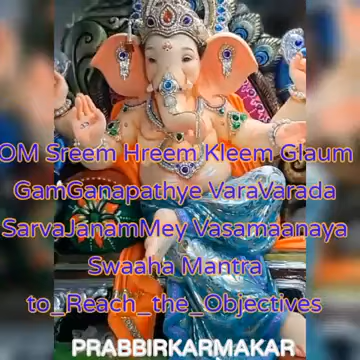 OM Sreem Hreem Kleem Glaum
GamGanapathye VaraVarada
SarvaJanamMey Vasamaanaya
Swaaha Mantra
to_Reach_the_Objectives
PRABBIRKARMAKAR